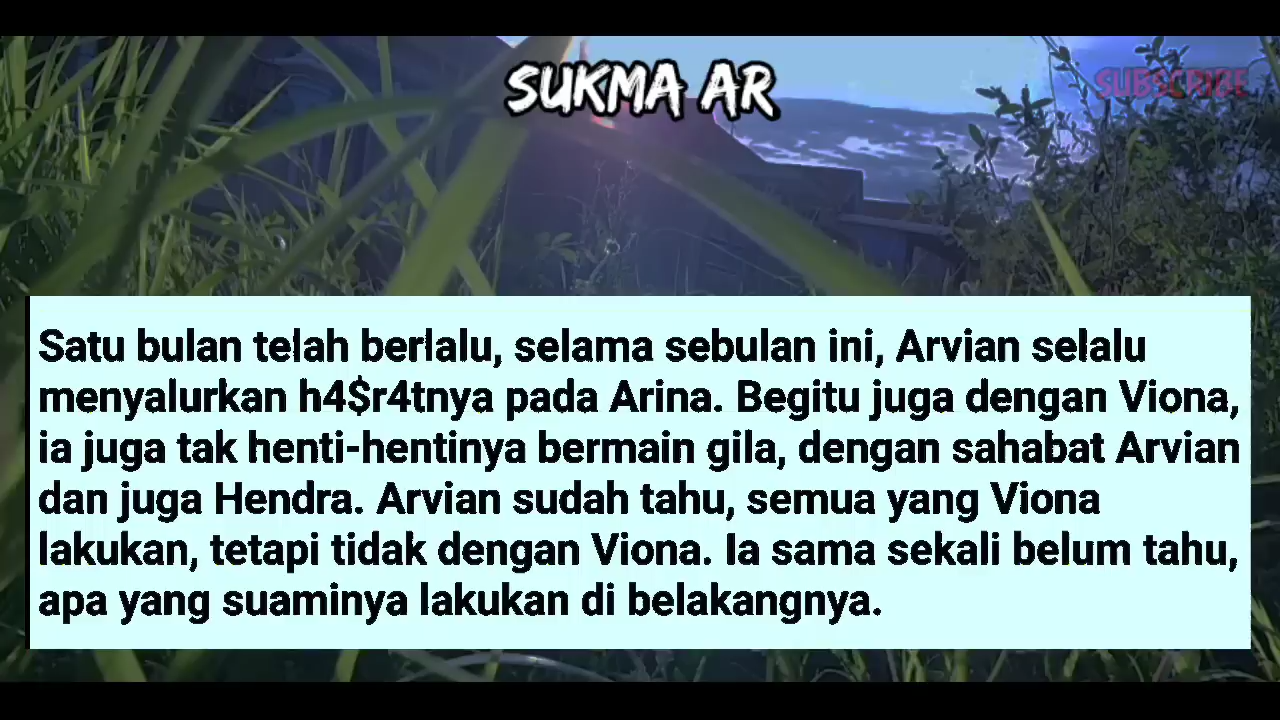 SUKMA AR
SUBSCRIBE
Satu bulan telah berlalu, selama sebulan ini, Arvian selalu
menyalurkan h4$r4tnya pada Arina. Begitu juga dengan Viona,
ia juga tak henti-hentinya bermain gila, dengan sahabat Arvian
dan juga Hendra. Arvian sudah tahu, semua yang Viona
lakukan, tetapi tidak dengan Viona. Ia sama sekali belum tahu,
apa yang suaminya lakukan di belakangnya.